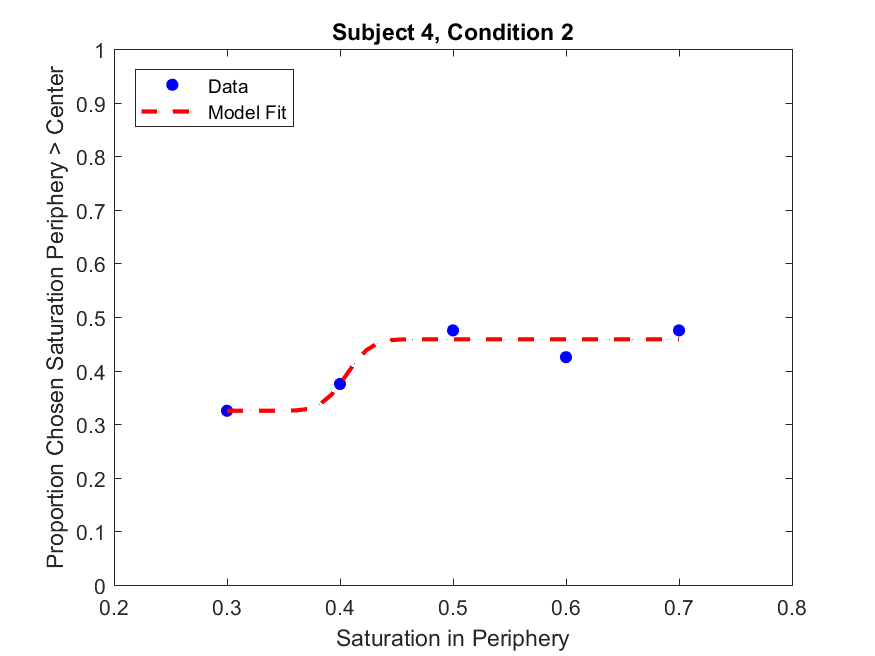 Subject 4, Condition 2
Data
Model Fit
Proportion Chosen Saturation Periphery > Center
1
0.9
0.8
0.7
0.6
0.5
0.4
0.3
0.2
0.1
0
0.2 0.3 0.4 0.5 0.6 0.7 0.8
Saturation in Periphery